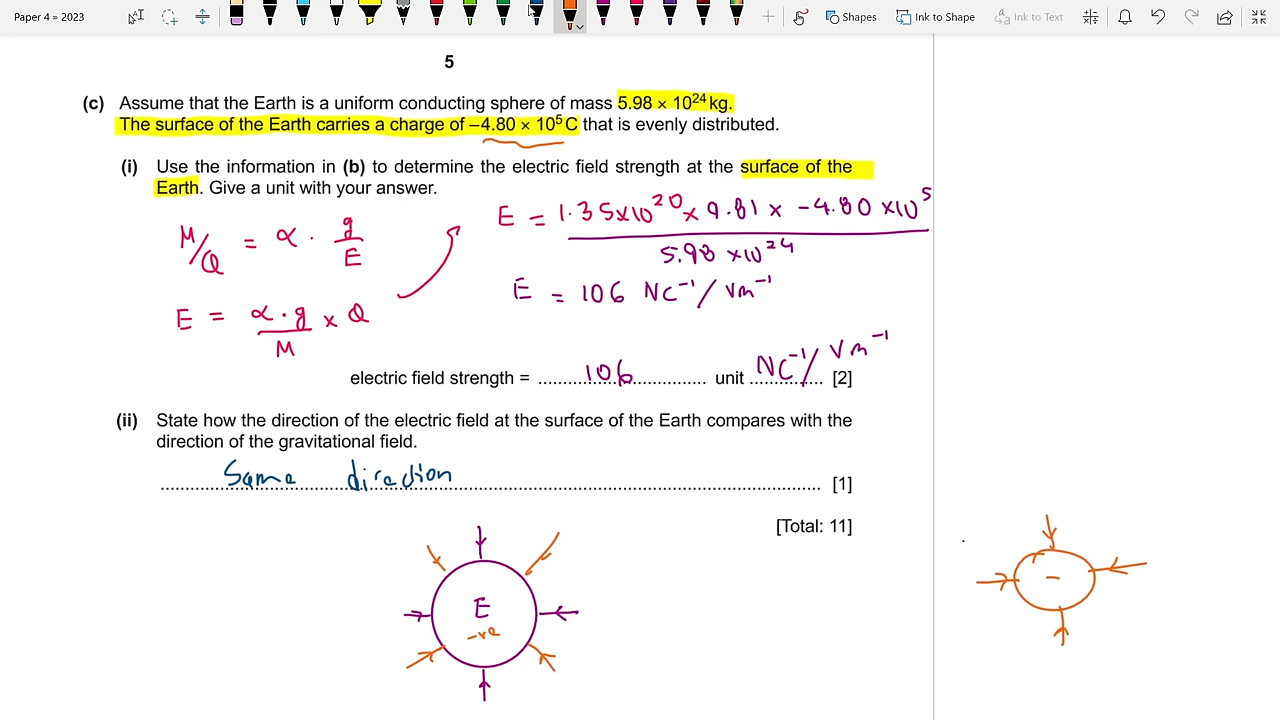 Paper 4 » 2023
Shapes
Ink to Shape
Ink to Text
5
(c) Assume that the Earth is a uniform conducting sphere of mass 5.98 × 10²⁴ kg.
The surface of the Earth carries a charge of −4.80 × 10⁵ C that is evenly distributed.
(i) Use the information in (b) to determine the electric field strength at the surface of the
Earth. Give a unit with your answer.
M/Q = α · g/E
E = α·g/M × Q
E = 1.35×10²⁰ × 9.81 × −4.80 ×10⁵
5.98 ×10²⁴
E = 106 NC⁻¹/Vm⁻¹
electric field strength = 106 unit NC⁻¹/Vm⁻¹ [2]
(ii) State how the direction of the electric field at the surface of the Earth compares with the
direction of the gravitational field.
Same direction [1]
[Total: 11]
E
-ve
−